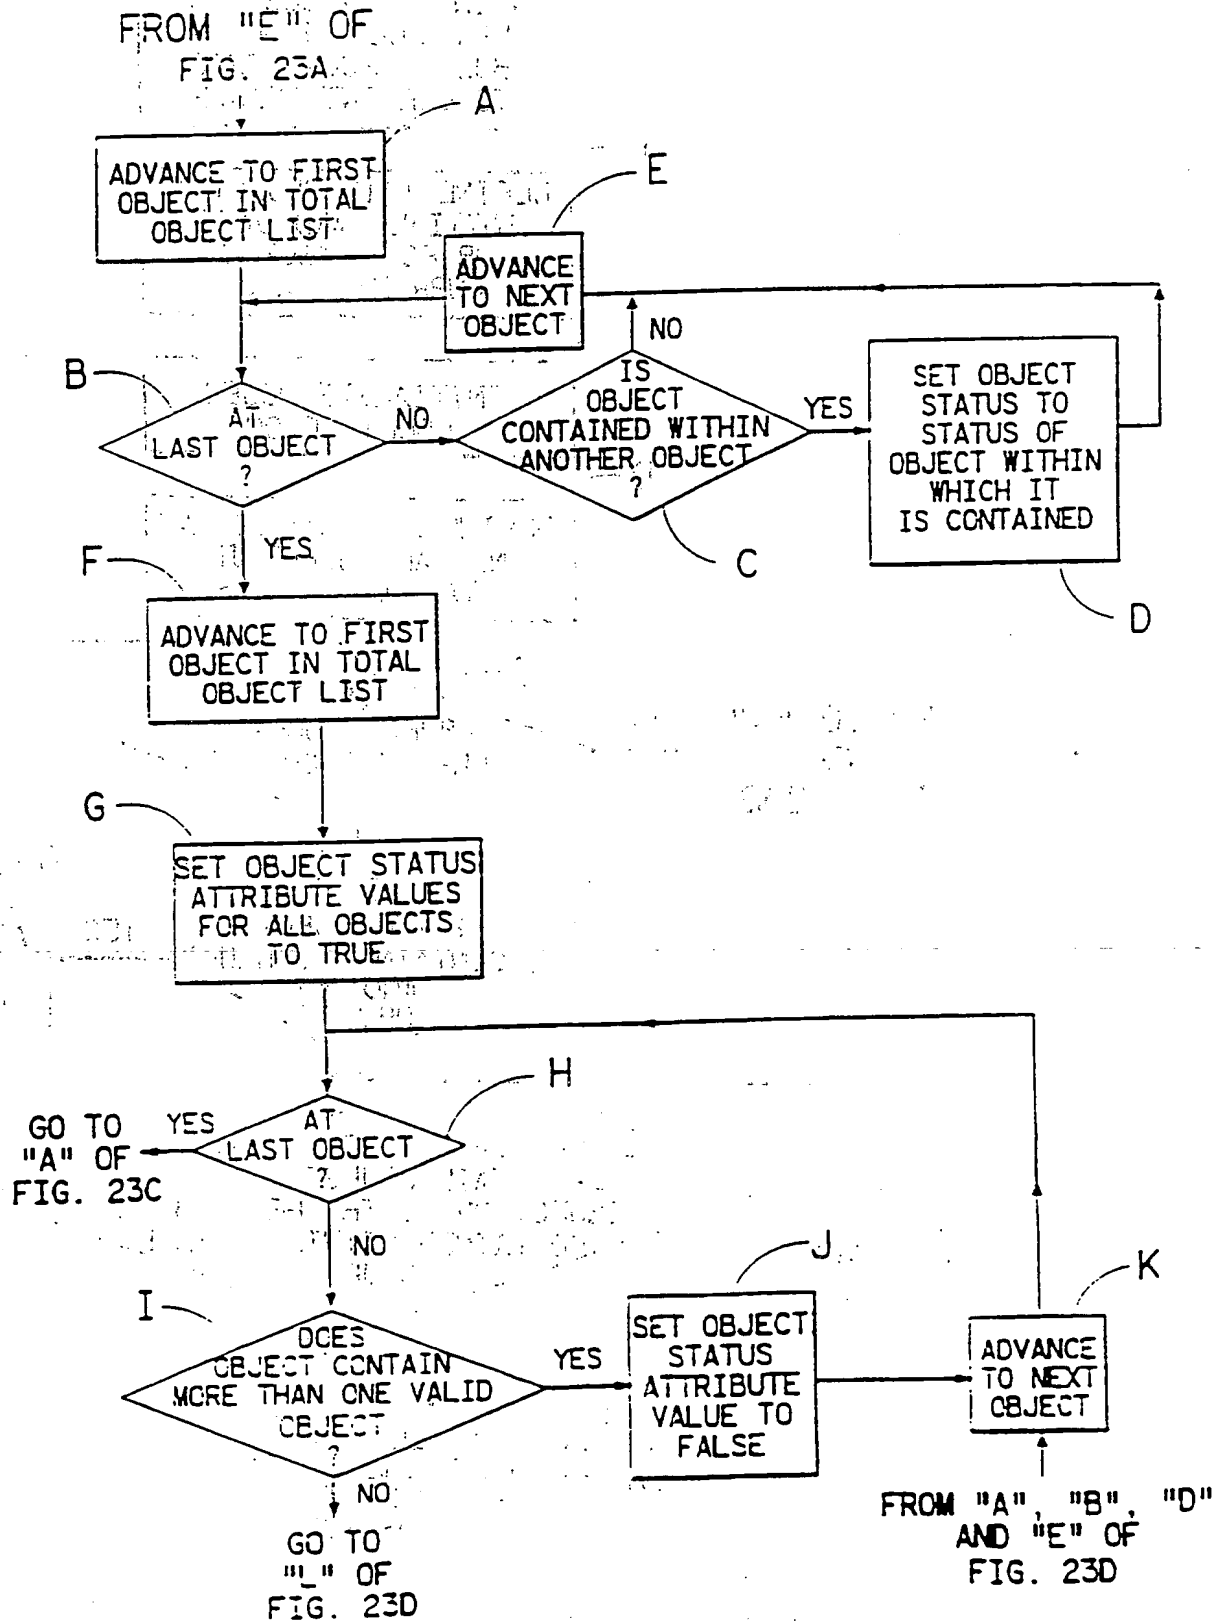 FROM "E" OF
FIG. 23A
A
ADVANCE TO FIRST
OBJECT IN TOTAL
OBJECT LIST
E
ADVANCE
TO NEXT
OBJECT
NO
B
AT
LAST OBJECT
?
NO
IS
OBJECT
CONTAINED WITHIN
ANOTHER OBJECT
?
YES
SET OBJECT
STATUS TO
STATUS OF
OBJECT WITHIN
WHICH IT
IS CONTAINED
C
D
YES
F
ADVANCE TO FIRST
OBJECT IN TOTAL
OBJECT LIST
G
SET OBJECT STATUS
ATTRIBUTE VALUES
FOR ALL OBJECTS
TO TRUE
H
AT
LAST OBJECT
?
YES
GO TO
"A" OF
FIG. 23C
NO
I
DOES
OBJECT CONTAIN
MORE THAN ONE VALID
OBJECT
?
YES
J
SET OBJECT
STATUS
ATTRIBUTE
VALUE TO
FALSE
K
ADVANCE
TO NEXT
OBJECT
NO
GO TO
OF
FIG. 23D
FROM "A", "B", "D"
AND "E" OF
FIG. 23D